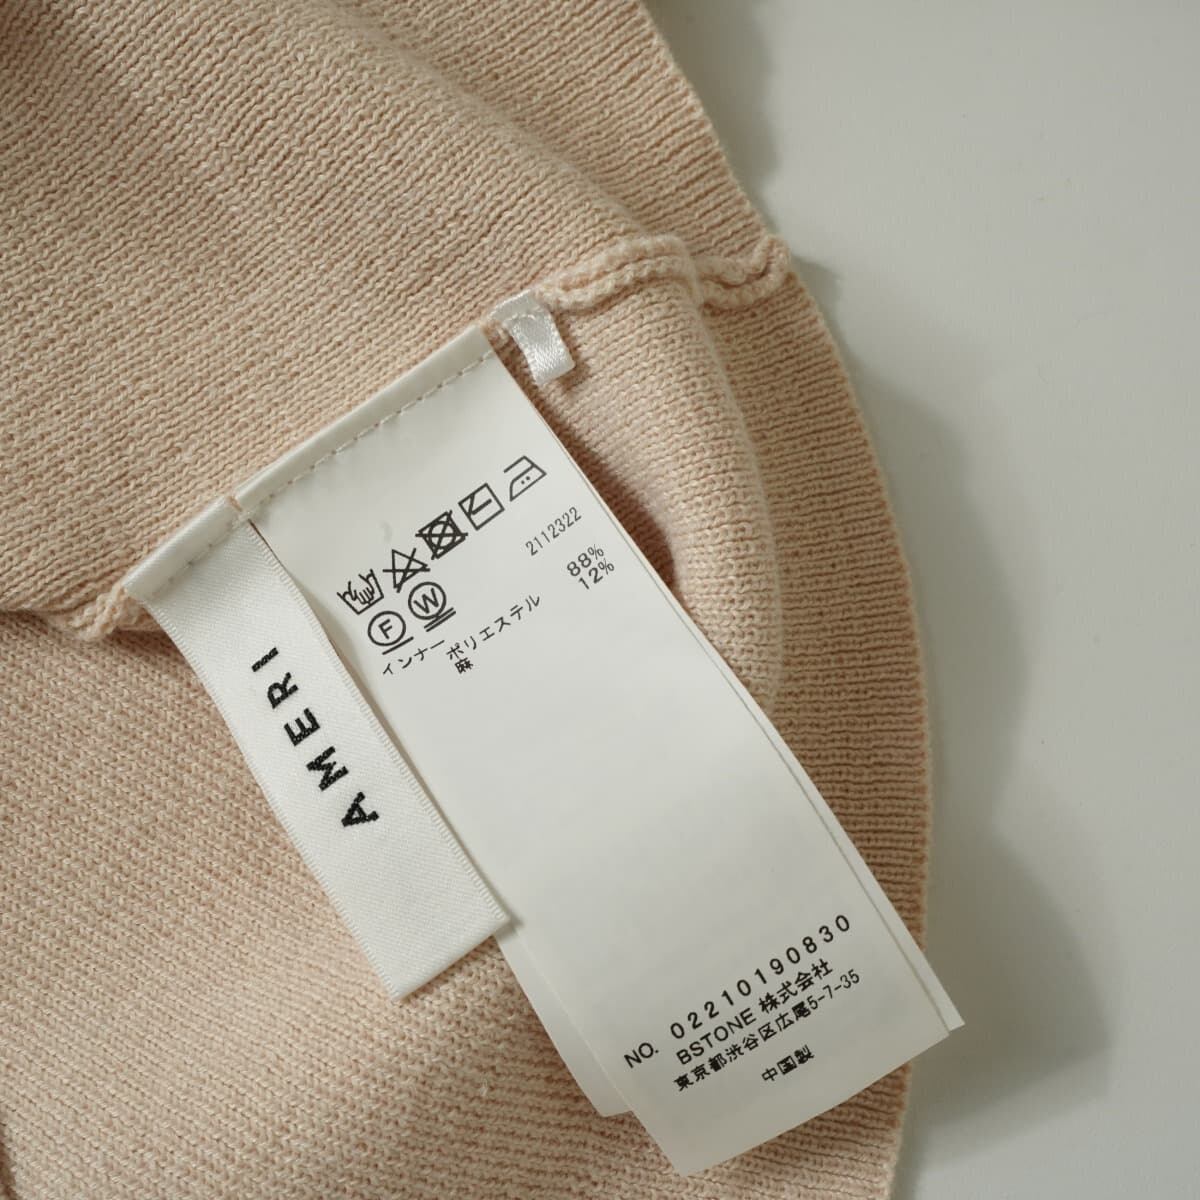 AMERI
2112322
F W
インナー
ポリエステル 88%
麻 12%
NO. 02210190830
BSTONE 株式会社
東京都渋谷区広尾5-7-35
中国製